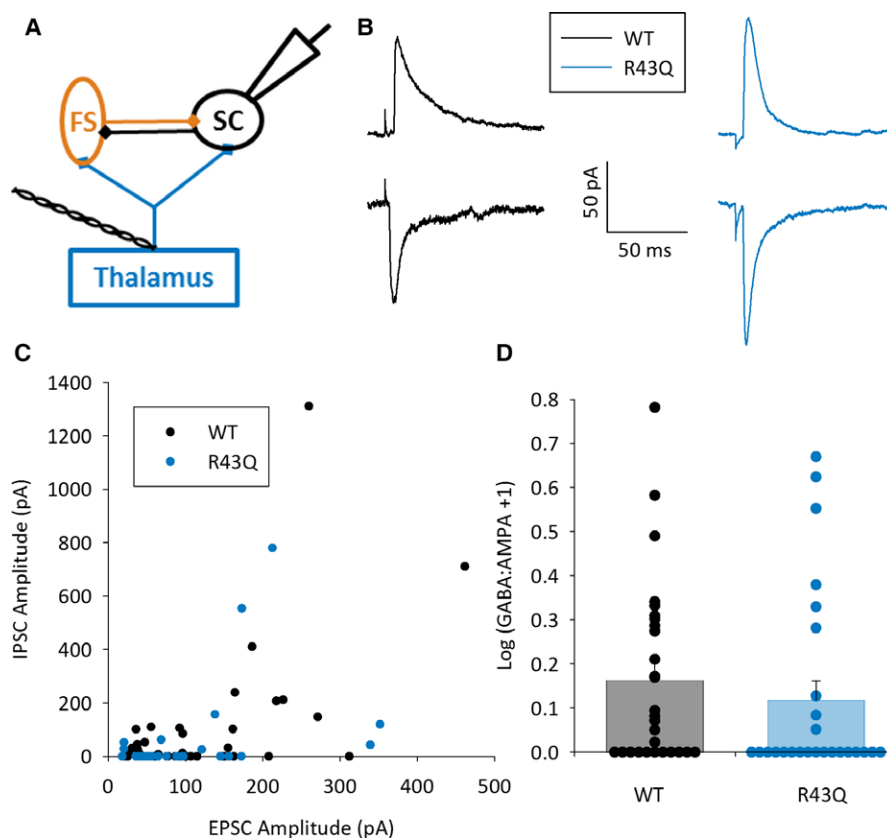 A
FS
SC
Thalamus
B
WT
R43Q
50 pA
50 ms
C
IPSC Amplitude (pA)
1400
1200
1000
800
600
400
200
0
WT
R43Q
0 100 200 300 400 500
EPSC Amplitude (pA)
D
Log (GABA:AMPA +1)
0.8
0.7
0.6
0.5
0.4
0.3
0.2
0.1
0.0
WT R43Q